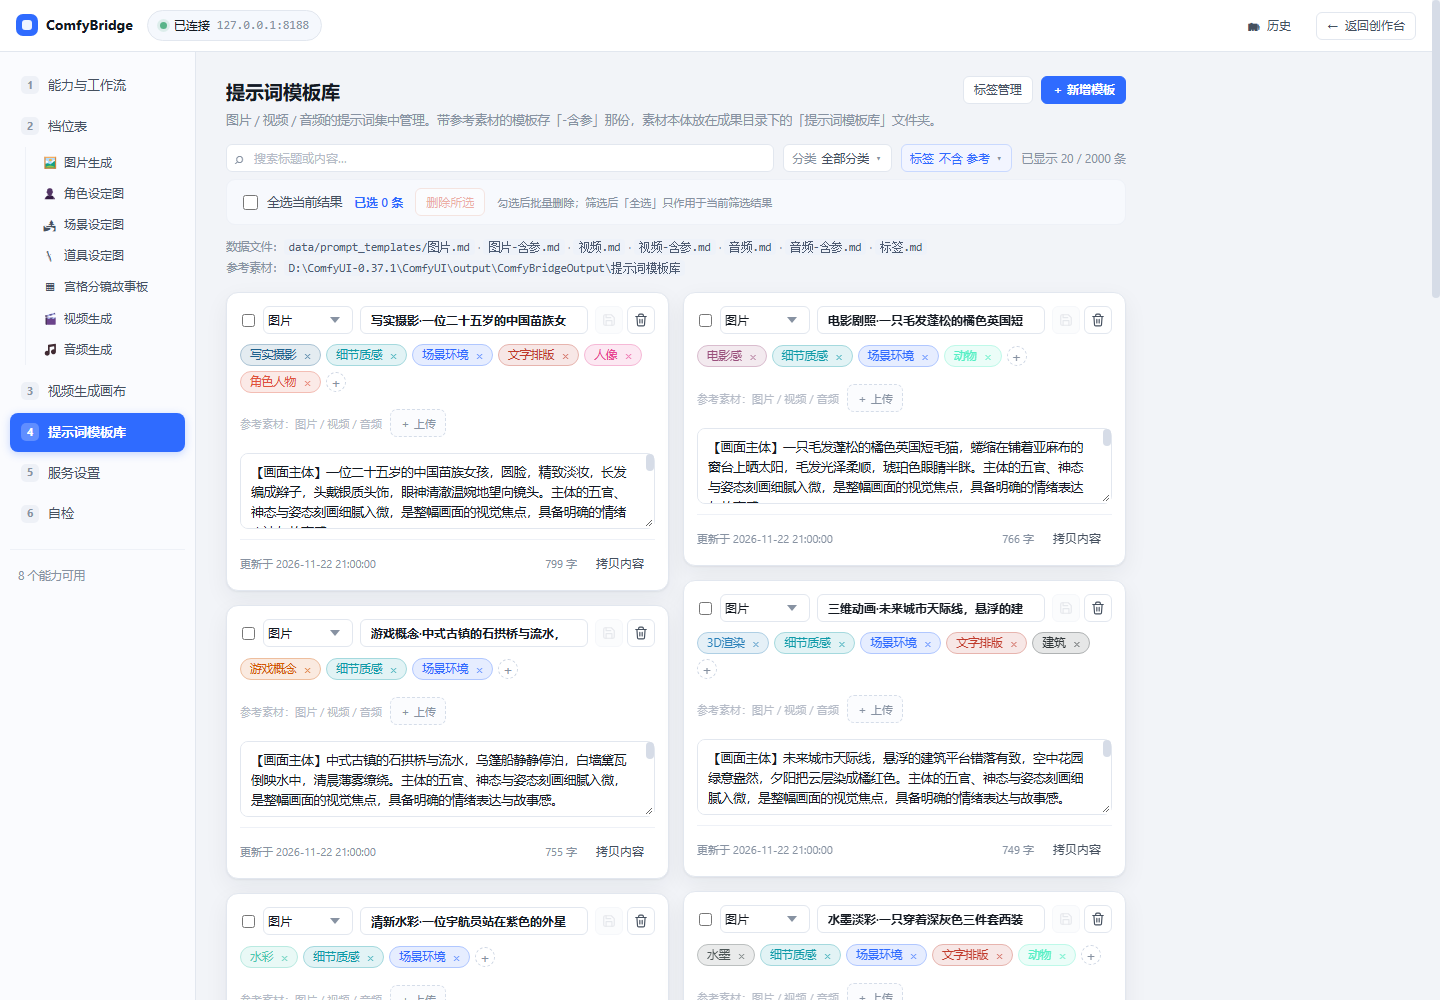 ComfyBridge
已连接 127.0.0.1:8188
历史
← 返回创作台
1 能力与工作流
2 档位表
图片生成
角色设定图
场景设定图
道具设定图
宫格分镜故事板
视频生成
音频生成
3 视频生成画布
4 提示词模板库
5 服务设置
6 自检
8 个能力可用
提示词模板库
标签管理
+ 新增模板
图片 / 视频 / 音频的提示词集中管理。带参考素材的模板存「-含参」那份，素材本体放在成果目录下的「提示词模板库」文件夹。
搜索标题或内容...
分类 全部分类
标签 不含 参考
已显示 20 / 2000 条
全选当前结果 已选 0 条 删除所选 勾选后批量删除；筛选后「全选」只作用于当前筛选结果
数据文件: data/prompt_templates/图片.md · 图片-含参.md · 视频.md · 视频-含参.md · 音频.md · 音频-含参.md · 标签.md
参考素材: D:\ComfyUI-0.37.1\ComfyUI\output\ComfyBridgeOutput\提示词模板库
图片 写实摄影·一位二十五岁的中国苗族女
写实摄影 × 细节质感 × 场景环境 × 文字排版 × 人像 ×
角色人物 × +
参考素材: 图片 / 视频 / 音频 + 上传
【画面主体】一位二十五岁的中国苗族女孩，圆脸，精致淡妆，长发
编成辫子，头戴银质头饰，眼神清澈温婉地望向镜头。主体的五官、
神态与姿态刻画细腻入微，是整幅画面的视觉焦点，具备明确的情绪
更新于 2026-11-22 21:00:00 799 字 拷贝内容
图片 电影剧照·一只毛发蓬松的橘色英国短
电影感 × 细节质感 × 场景环境 × 动物 × +
参考素材: 图片 / 视频 / 音频 + 上传
【画面主体】一只毛发蓬松的橘色英国短毛猫，蜷缩在铺着亚麻布的
窗台上晒太阳，毛发光泽柔顺，琥珀色眼睛半眯。主体的五官、神态
与姿态刻画细腻入微，是整幅画面的视觉焦点，具备明确的情绪表达
更新于 2026-11-22 21:00:00 766 字 拷贝内容
图片 游戏概念·中式古镇的石拱桥与流水，
游戏概念 × 细节质感 × 场景环境 × +
参考素材: 图片 / 视频 / 音频 + 上传
【画面主体】中式古镇的石拱桥与流水，乌篷船静静停泊，白墙黛瓦
倒映水中，清晨薄雾缭绕。主体的五官、神态与姿态刻画细腻入微，
是整幅画面的视觉焦点，具备明确的情绪表达与故事感。
更新于 2026-11-22 21:00:00 755 字 拷贝内容
图片 三维动画·未来城市天际线，悬浮的建
3D渲染 × 细节质感 × 场景环境 × 文字排版 × 建筑 ×
+
参考素材: 图片 / 视频 / 音频 + 上传
【画面主体】未来城市天际线，悬浮的建筑平台错落有致，空中花园
绿意盎然，夕阳把云层染成橘红色。主体的五官、神态与姿态刻画细
腻入微，是整幅画面的视觉焦点，具备明确的情绪表达与故事感。
更新于 2026-11-22 21:00:00 749 字 拷贝内容
图片 清新水彩·一位宇航员站在紫色的外星
水彩 × 细节质感 × 场景环境 × +
参考素材: 图片 / 视频 / 音频 + 上传
图片 水墨淡彩·一只穿着深灰色三件套西装
水墨 × 细节质感 × 场景环境 × 文字排版 × 动物 × +
参考素材: 图片 / 视频 / 音频 + 上传